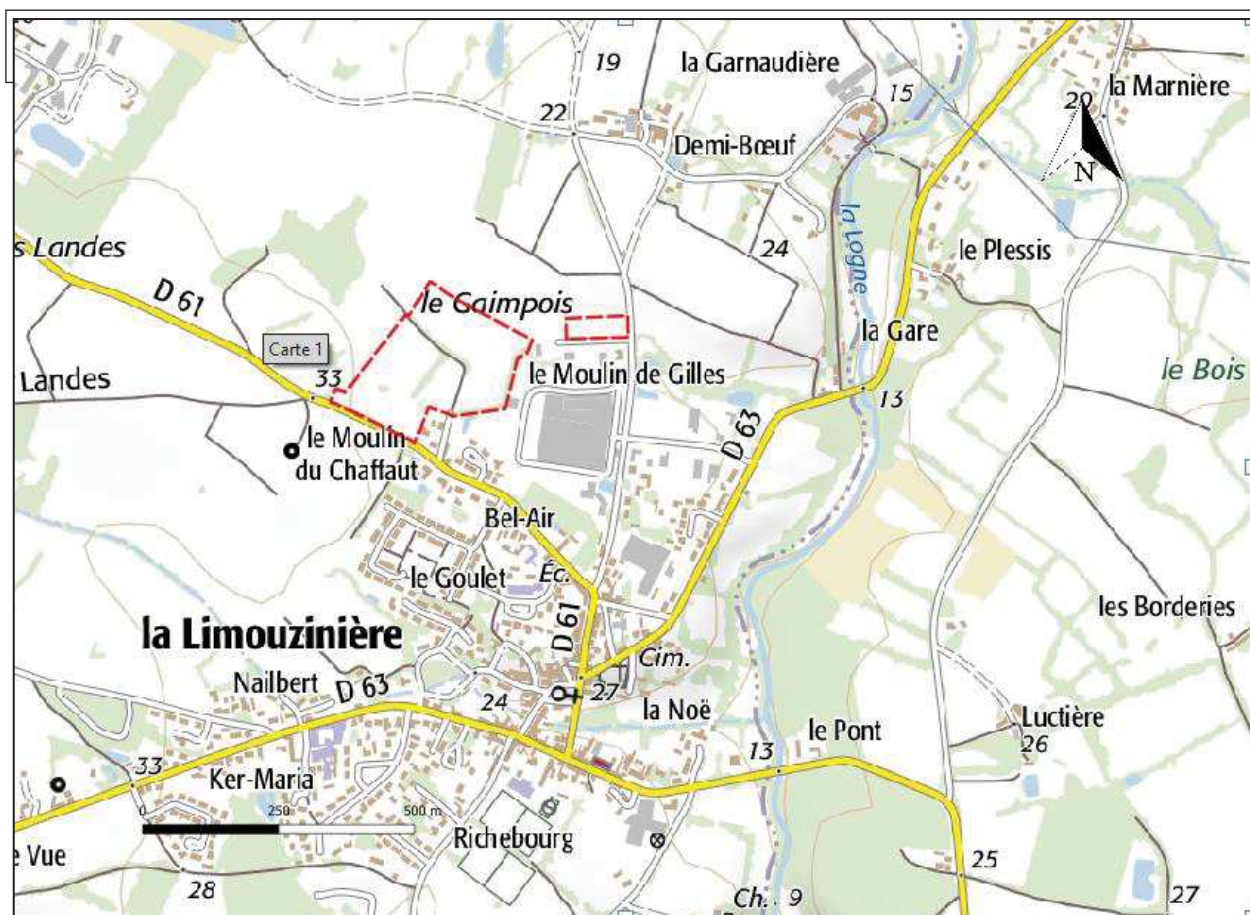 19
la Garnaudière
15
20
la Marnière
22
Demi-Bœuf
N
s Landes
24
la Logne
le Plessis
D 61
le Gaimpois
la Gare
Carte 1
33
Landes
le Moulin de Gilles
13
le Bois
le Moulin
du Chaffaut
D 63
Bel-Air
le Goulet
Éc.
les Borderies
la Limouzinière
D 61
Cim.
Nailbert
D 63
24
27
la Noë
Luctière
26
le Pont
13
33
Ker-Maria
0
250
500 m
Richebourg
e Vue
28
25
27
Ch.
9